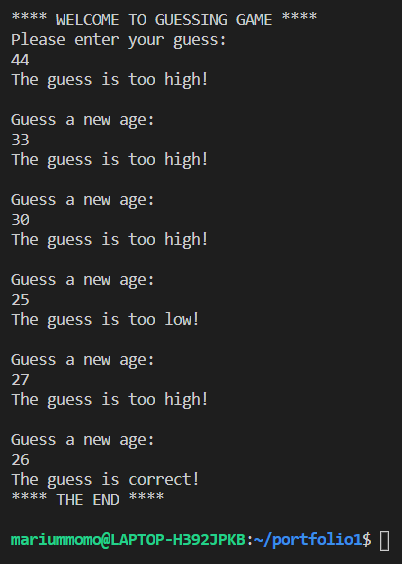 **** WELCOME TO GUESSING GAME ****
Please enter your guess:
44
The guess is too high!
Guess a new age:
33
The guess is too high!
Guess a new age:
30
The guess is too high!
Guess a new age:
25
The guess is too low!
Guess a new age:
27
The guess is too high!
Guess a new age:
26
The guess is correct!
**** THE END ****
mariummomo@LAPTOP-H392JPKB:~/portfolio1$